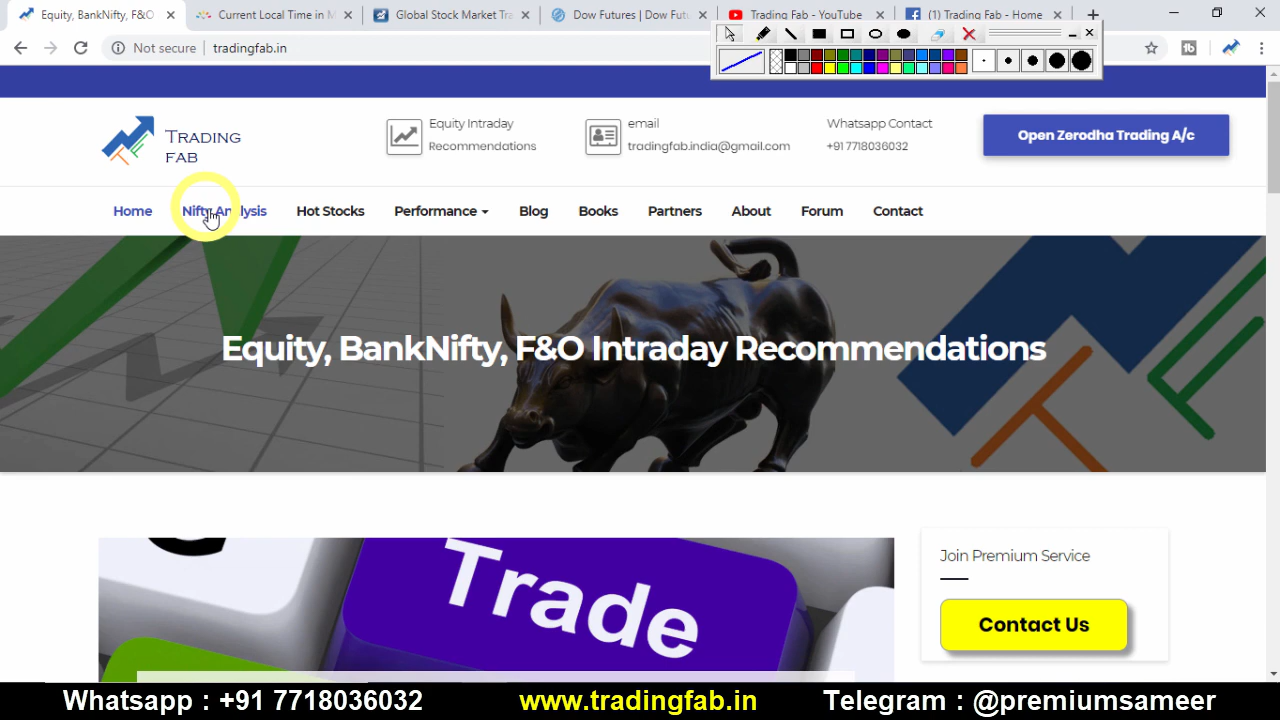 Equity, BankNifty, F&O
Current Local Time in M
Global Stock Market Tra
Dow Futures | Dow Futu
Trading Fab - YouTube
(1) Trading Fab - Home
Not secure
tradingfab.in
TRADING
FAB
Equity Intraday
Recommendations
email
tradingfab.india@gmail.com
Whatsapp Contact
+91 7718036032
Open Zerodha Trading A/c
Home
Nifty Analysis
Hot Stocks
Performance
Blog
Books
Partners
About
Forum
Contact
Equity, BankNifty, F&O Intraday Recommendations
Trade
Join Premium Service
Contact Us
Whatsapp : +91 7718036032
www.tradingfab.in
Telegram : @premiumsameer